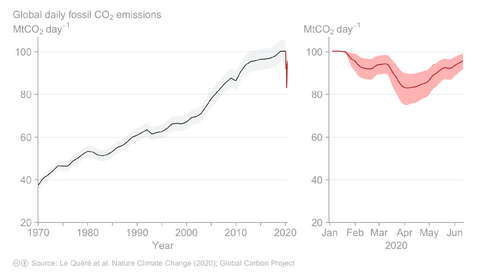 Global daily fossil CO₂ emissions
MtCO₂ day⁻¹
100
80
60
40
20
1970 1980 1990 2000 2010 2020
Year
MtCO₂ day⁻¹
100
80
60
40
20
Jan Feb Mar Apr May Jun
2020
Source: Le Quéré et al. Nature Climate Change (2020); Global Carbon Project